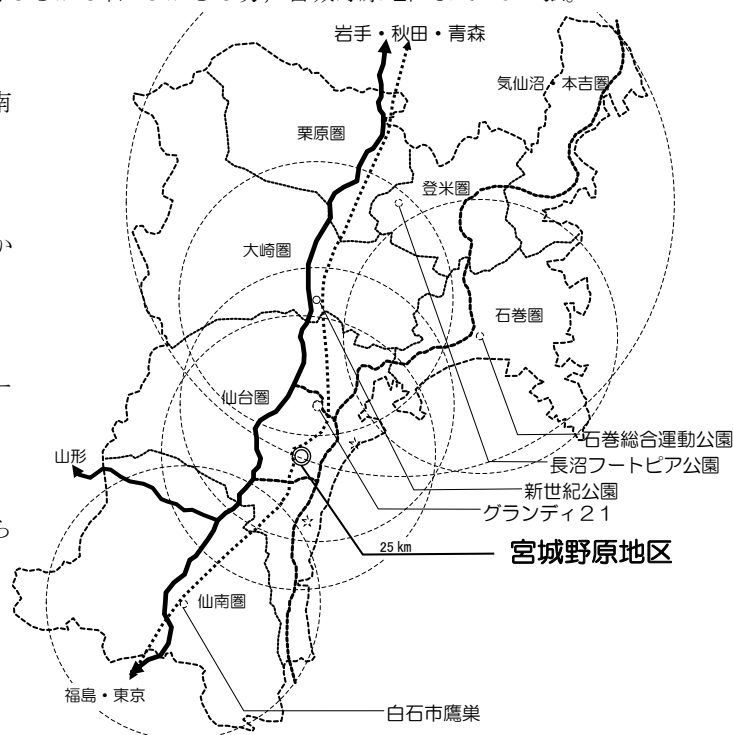 岩手・秋田・青森
気仙沼・本吉圏
南
栗原圏
登米圏
か
大崎圏
石巻圏
ー
仙台圏
石巻総合運動公園
山形
長沼フートピア公園
新世紀公園
グランディ21
ら
25 km
宮城野原地区
仙南圏
福島・東京
白石市鷹巣